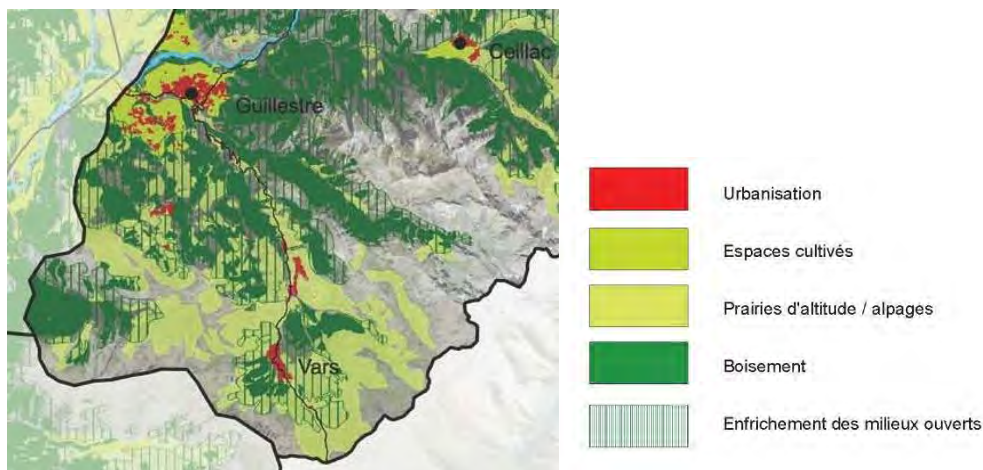 Ceillac
Guillestre
Vars
Urbanisation
Espaces cultivés
Prairies d'altitude / alpages
Boisement
Enfrichement des milieux ouverts